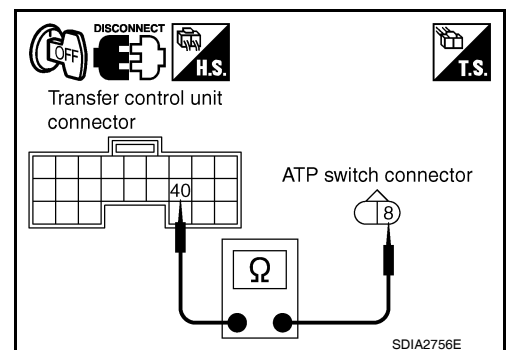 DISCONNECT
OFF
H.S.
T.S.
Transfer control unit
connector
ATP switch connector
40
8
Ω
SDIA2756E